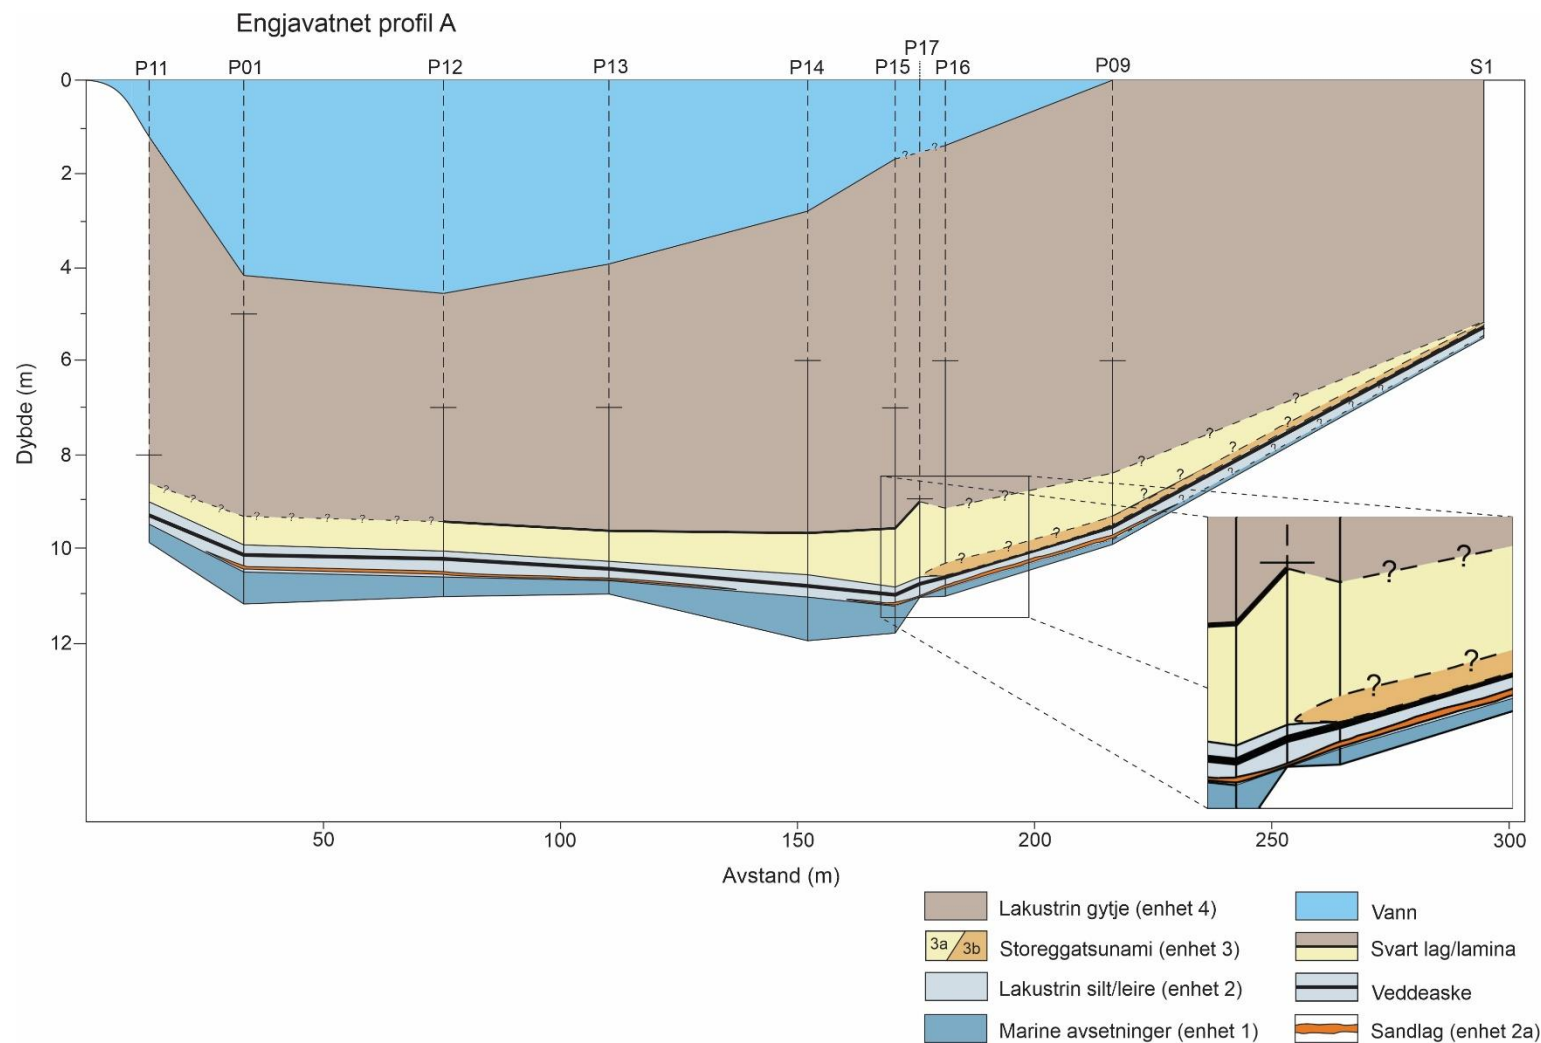 Engjavatnet profil A
P17
P11 P01 P12 P13 P14 P15 P16 P09 S1
0
2
4
6
8
10
12
Dybde (m)
? ? ? ? ? ? ? ? ? ? ? ? ? ? ? ? ? ? ? ? ? ? ? ? ? ? ?
? ?
? ?
50 100 150 200 250 300
Avstand (m)
Lakustrin gytje (enhet 4)
3a 3b Storeggatsunami (enhet 3)
Lakustrin silt/leire (enhet 2)
Marine avsetninger (enhet 1)
Vann
Svart lag/lamina
Veddeaske
Sandlag (enhet 2a)